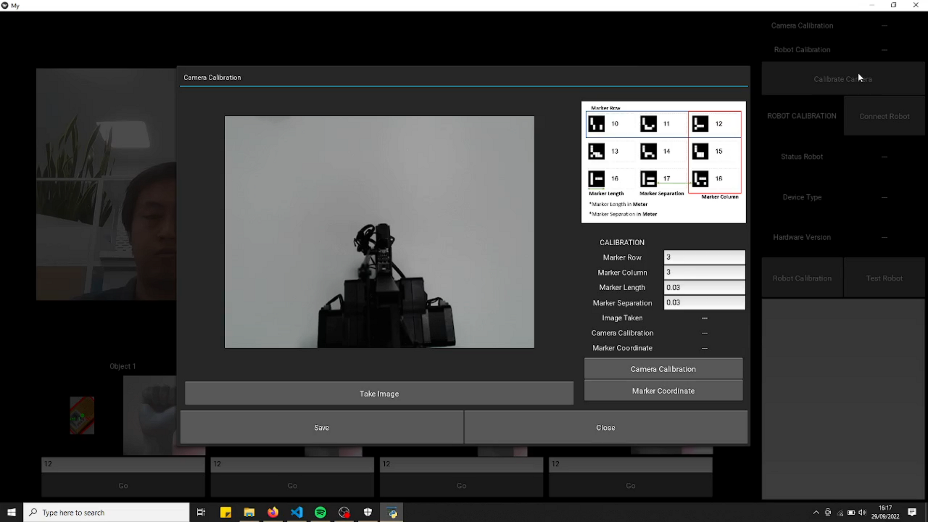 My
Camera Calibration --
Robot Calibration --
Camera Calibration
Calibrate Camera
Marker Row
10 11 12
13 14 15
16 17 18
Marker Length Marker Separation Marker Column
*Marker Length in Meter
*Marker Separation in Meter
ROBOT CALIBRATION Connect Robot
Status Robot --
Device Type --
Hardware Version --
CALIBRATION
Marker Row 3
Marker Column 3
Marker Length 0.03
Marker Separation 0.03
Image Taken --
Camera Calibration --
Marker Coordinate --
Robot Calibration Test Robot
Camera Calibration
Marker Coordinate
Object 1
Take Image
Save Close
12 12 12 12
Go Go Go Go
Type here to search
16:17
29/09/2022